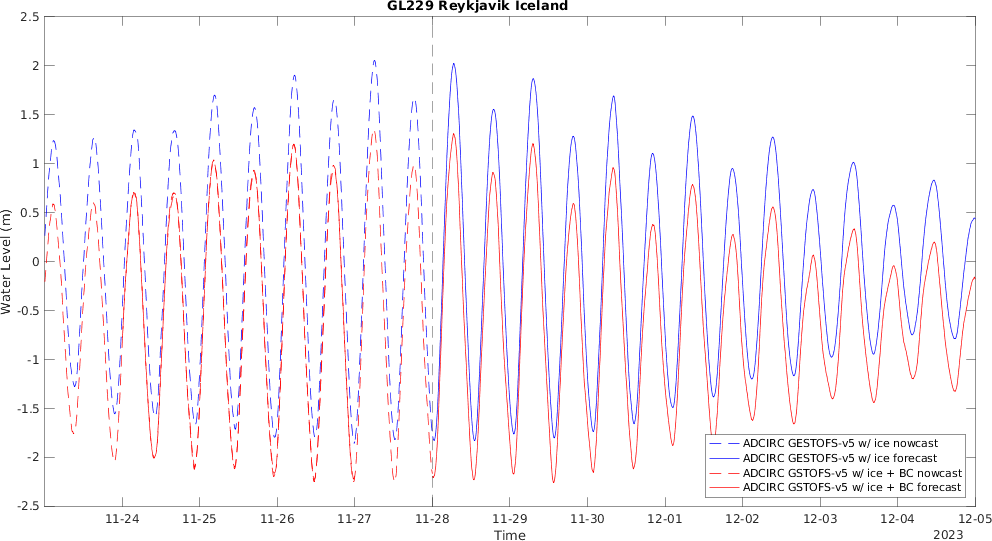 GL229 Reykjavik Iceland
2.5
2
1.5
1
0.5
0
-0.5
-1
-1.5
-2
-2.5
Water Level (m)
ADCIRC GESTOFS-v5 w/ ice nowcast
ADCIRC GESTOFS-v5 w/ ice forecast
ADCIRC GSTOFS-v5 w/ ice + BC nowcast
ADCIRC GSTOFS-v5 w/ ice + BC forecast
11-24 11-25 11-26 11-27 11-28 11-29 11-30 12-01 12-02 12-03 12-04 12-05
Time
2023